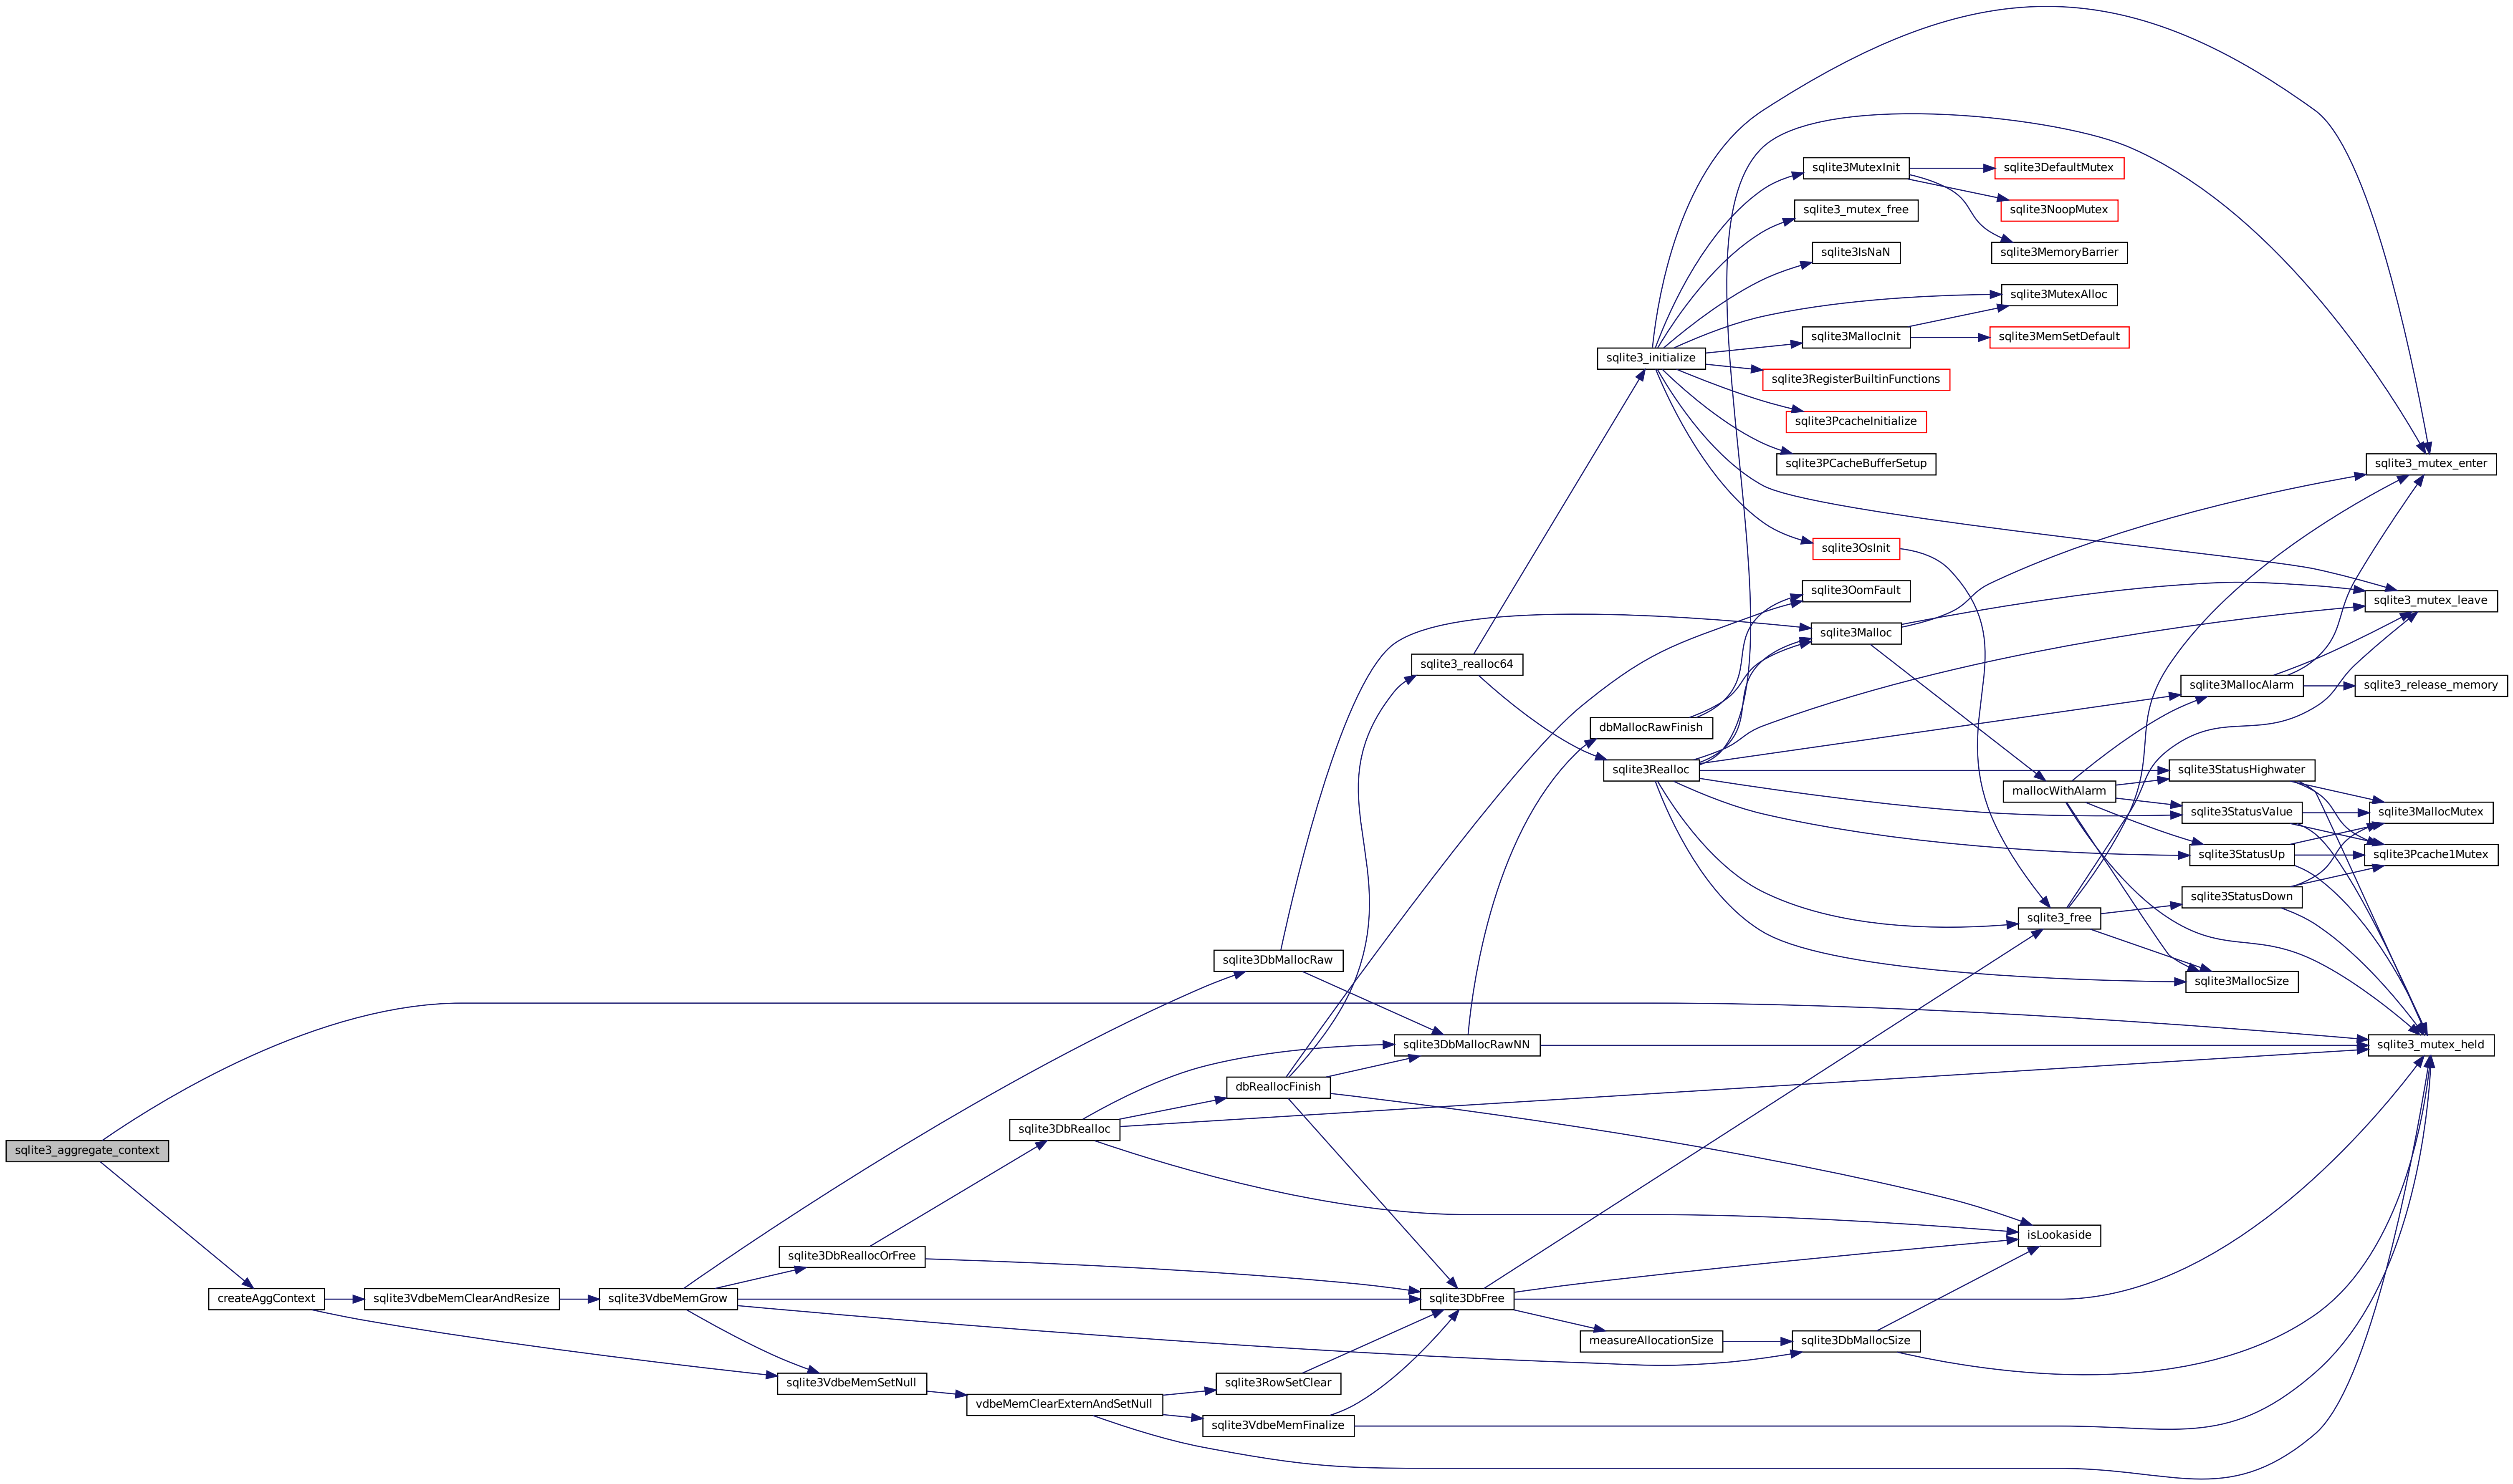 sqlite3MutexInit
sqlite3DefaultMutex
sqlite3_mutex_free
sqlite3NoopMutex
sqlite3IsNaN
sqlite3MemoryBarrier
sqlite3MutexAlloc
sqlite3MallocInit
sqlite3MemSetDefault
sqlite3_initialize
sqlite3RegisterBuiltinFunctions
sqlite3PcacheInitialize
sqlite3PCacheBufferSetup
sqlite3_mutex_enter
sqlite3OsInit
sqlite3OomFault
sqlite3_mutex_leave
sqlite3Malloc
sqlite3_realloc64
sqlite3MallocAlarm
sqlite3_release_memory
dbMallocRawFinish
sqlite3Realloc
sqlite3StatusHighwater
mallocWithAlarm
sqlite3StatusValue
sqlite3MallocMutex
sqlite3StatusUp
sqlite3Pcache1Mutex
sqlite3StatusDown
sqlite3_free
sqlite3DbMallocRaw
sqlite3MallocSize
sqlite3DbMallocRawNN
sqlite3_mutex_held
dbReallocFinish
sqlite3DbRealloc
sqlite3_aggregate_context
isLookaside
sqlite3DbReallocOrFree
createAggContext
sqlite3VdbeMemClearAndResize
sqlite3VdbeMemGrow
sqlite3DbFree
measureAllocationSize
sqlite3DbMallocSize
sqlite3VdbeMemSetNull
sqlite3RowSetClear
vdbeMemClearExternAndSetNull
sqlite3VdbeMemFinalize